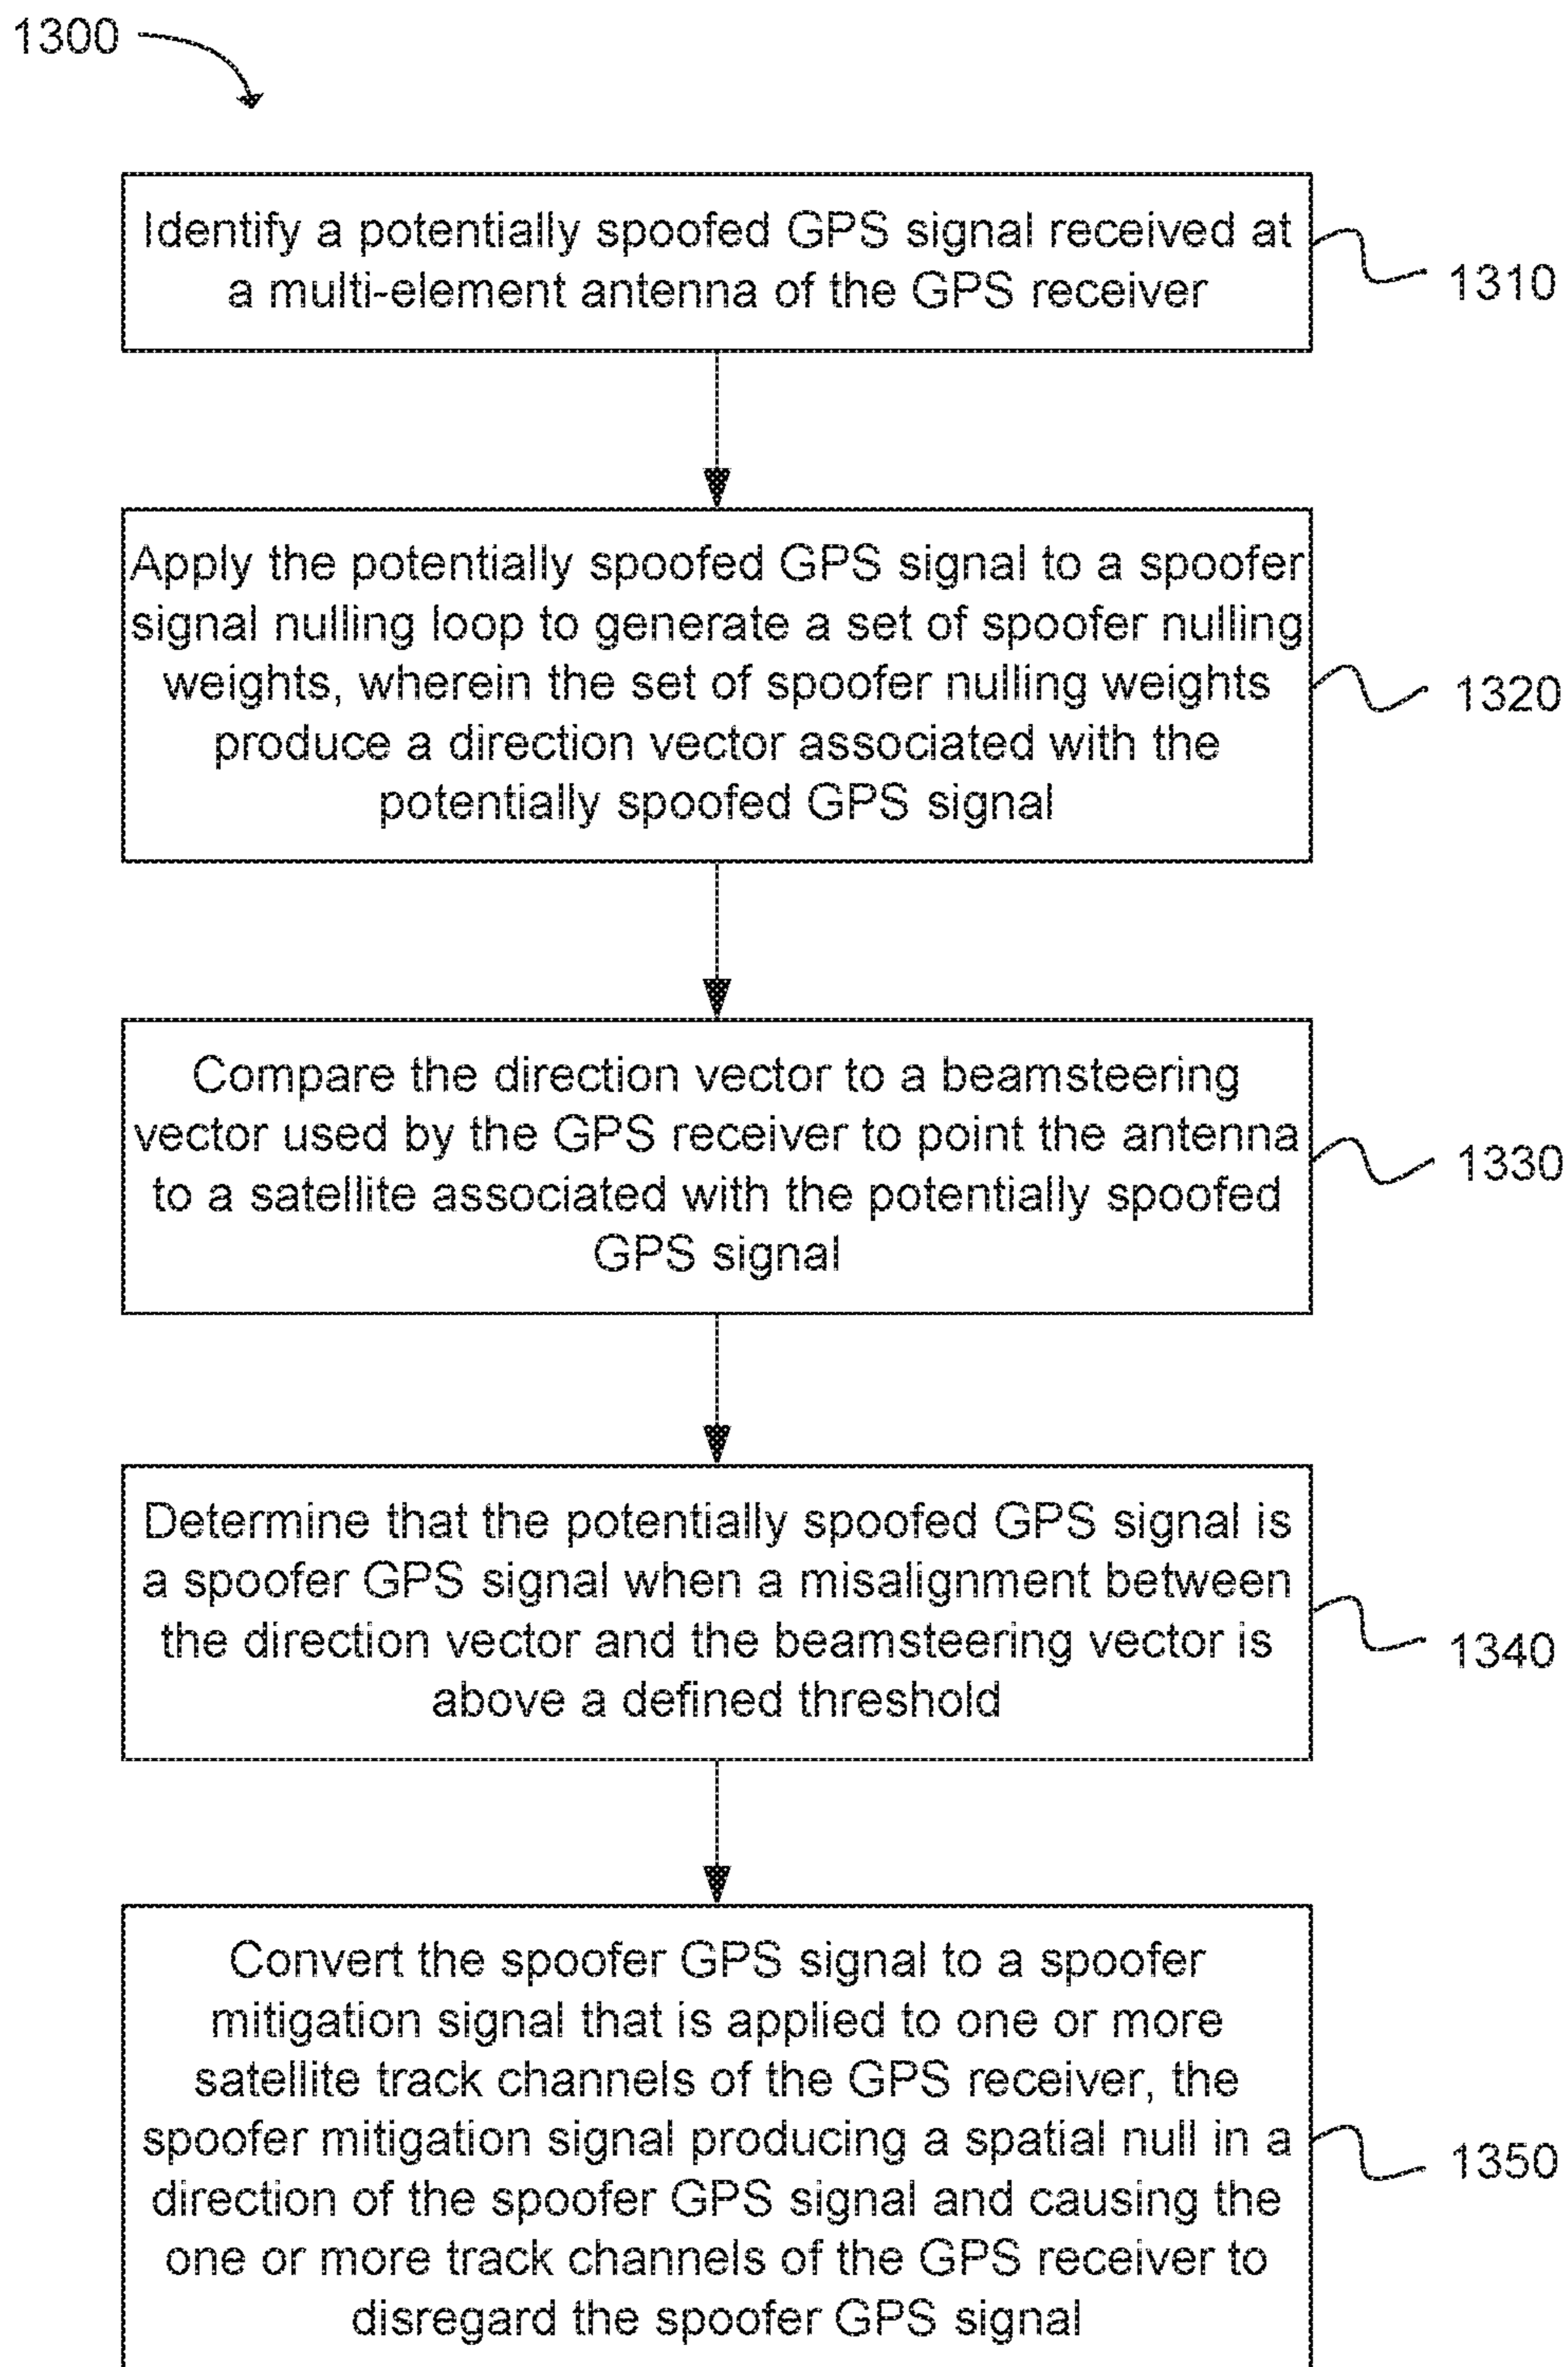 1300
Identify a potentially spoofed GPS signal received at
a multi-element antenna of the GPS receiver
1310
Apply the potentially spoofed GPS signal to a spoofer
signal nulling loop to generate a set of spoofer nulling
weights, wherein the set of spoofer nulling weights
produce a direction vector associated with the
potentially spoofed GPS signal
1320
Compare the direction vector to a beamsteering
vector used by the GPS receiver to point the antenna
to a satellite associated with the potentially spoofed
GPS signal
1330
Determine that the potentially spoofed GPS signal is
a spoofer GPS signal when a misalignment between
the direction vector and the beamsteering vector is
above a defined threshold
1340
Convert the spoofer GPS signal to a spoofer
mitigation signal that is applied to one or more
satellite track channels of the GPS receiver, the
spoofer mitigation signal producing a spatial null in a
direction of the spoofer GPS signal and causing the
one or more track channels of the GPS receiver to
disregard the spoofer GPS signal
1350